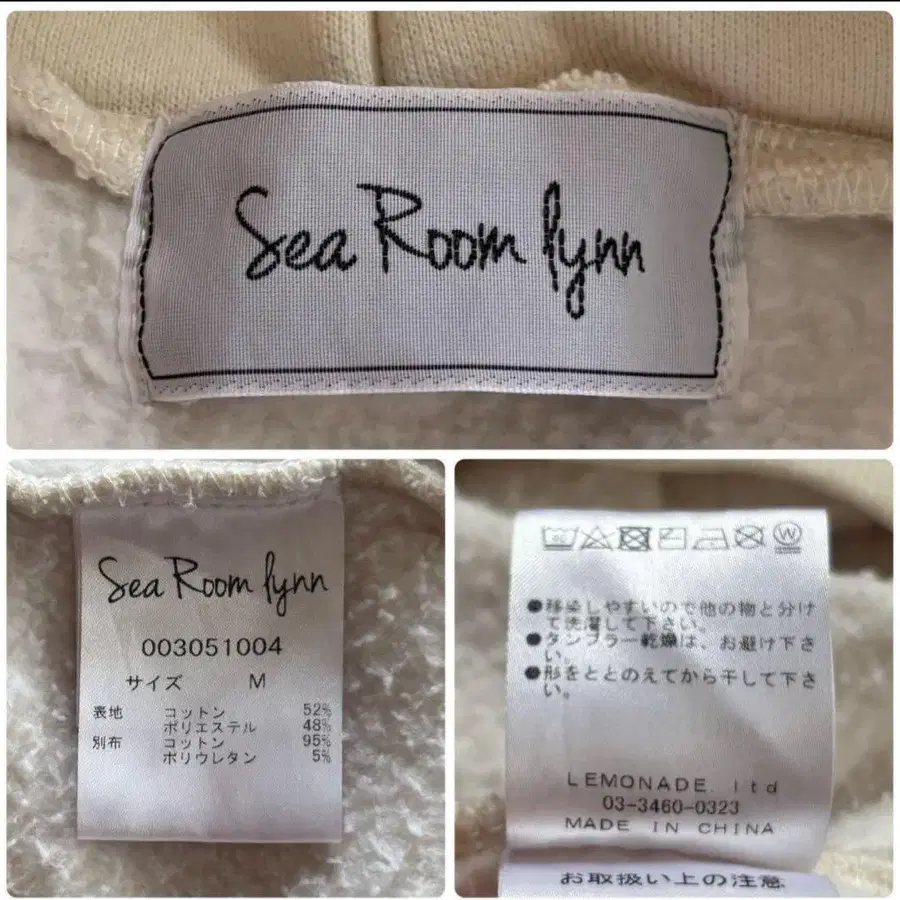 Sea Room lynn
Sea Room lynn
003051004
サイズ M
表地 コットン 52%
ポリエステル 48%
別布 コットン 95%
ポリウレタン 5%
●移染しやすいので他の物と分け
て洗濯して下さい。
●タンブラー乾燥は、お避け下さ
い。
●形をととのえてから干して下さ
い。
LEMONADE. ltd
03-3460-0323
MADE IN CHINA
お取扱い上の注意